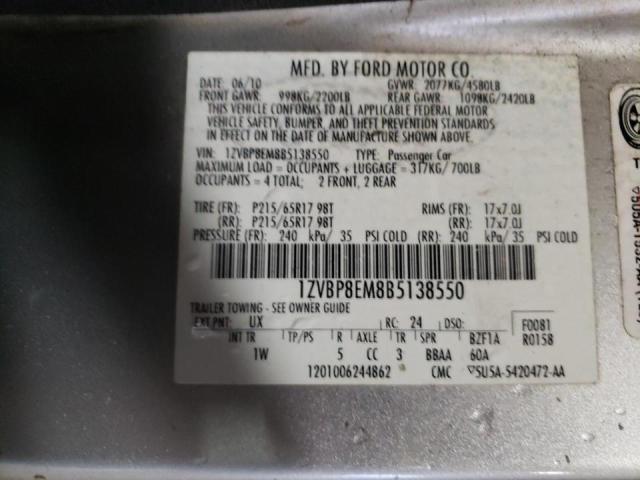 MFD. BY FORD MOTOR CO.
DATE: 06/10 GVWR: 2077KG/4580LB
FRONT GAWR: 998KG/2200LB REAR GAWR: 1098KG/2420LB
THIS VEHICLE CONFORMS TO ALL APPLICABLE FEDERAL MOTOR
VEHICLE SAFETY, BUMPER, AND THEFT PREVENTION STANDARDS
IN EFFECT ON THE DATE OF MANUFACTURE SHOWN ABOVE.
VIN: 1ZVBP8EM8B5138550 TYPE: Passenger Car
MAXIMUM LOAD = OCCUPANTS + LUGGAGE = 317KG/700LB
OCCUPANTS = 4 TOTAL; 2 FRONT, 2 REAR
TIRE (FR): P215/65R17 98T RIMS (FR): 17x7.0J
(RR): P215/65R17 98T (RR): 17x7.0J
PRESSURE (FR): 240 kPa/ 35 PSI COLD (RR): 240 kPa/ 35 PSI COLD
1ZVBP8EM8B5138550
TRAILER TOWING - SEE OWNER GUIDE
EXT PNT: UX RC: 24 DSO: F0081
INT TR TP/PS R AXLE TR SPR BZF1A R0158
1W 5 CC 3 BBAA 60A
1201006244862 CMC 5U5A-5420472-AA